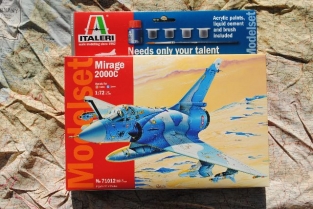 ITALERI
Acrylic paints,
liquid cement
and brush
included
Needs only your talent
Modelset
Mirage
2000C
1:72
Modelset
No. 71012